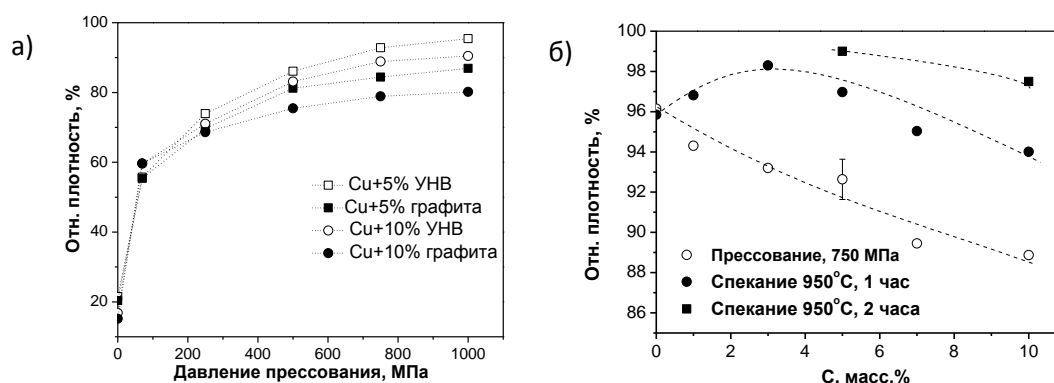 а)
Отн. плотность, %
100
80
60
40
20
Cu+5% УНВ
Cu+5% графита
Cu+10% УНВ
Cu+10% графита
0
200
400
600
800
1000
Давление прессования, МПа
б)
Отн. плотность, %
100
98
96
94
92
90
88
86
85
Прессование, 750 МПа
Спекание 950°С, 1 час
Спекание 950°С, 2 часа
0
2
4
6
8
10
С, масс.%